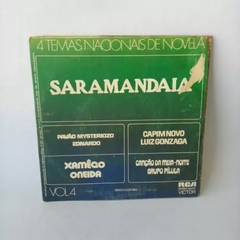 4 TEMAS NACIONAIS DE NOVELA
SARAMANDAIA
PAVÃO MYSTERIOZO
EDNARDO
CAPIM NOVO
LUIZ GONZAGA
XAMÊGO
ONEIDA
CANÇÃO DA MEIA-NOITE
GRUPO PILULA
VOL.4
RCA
VICTOR